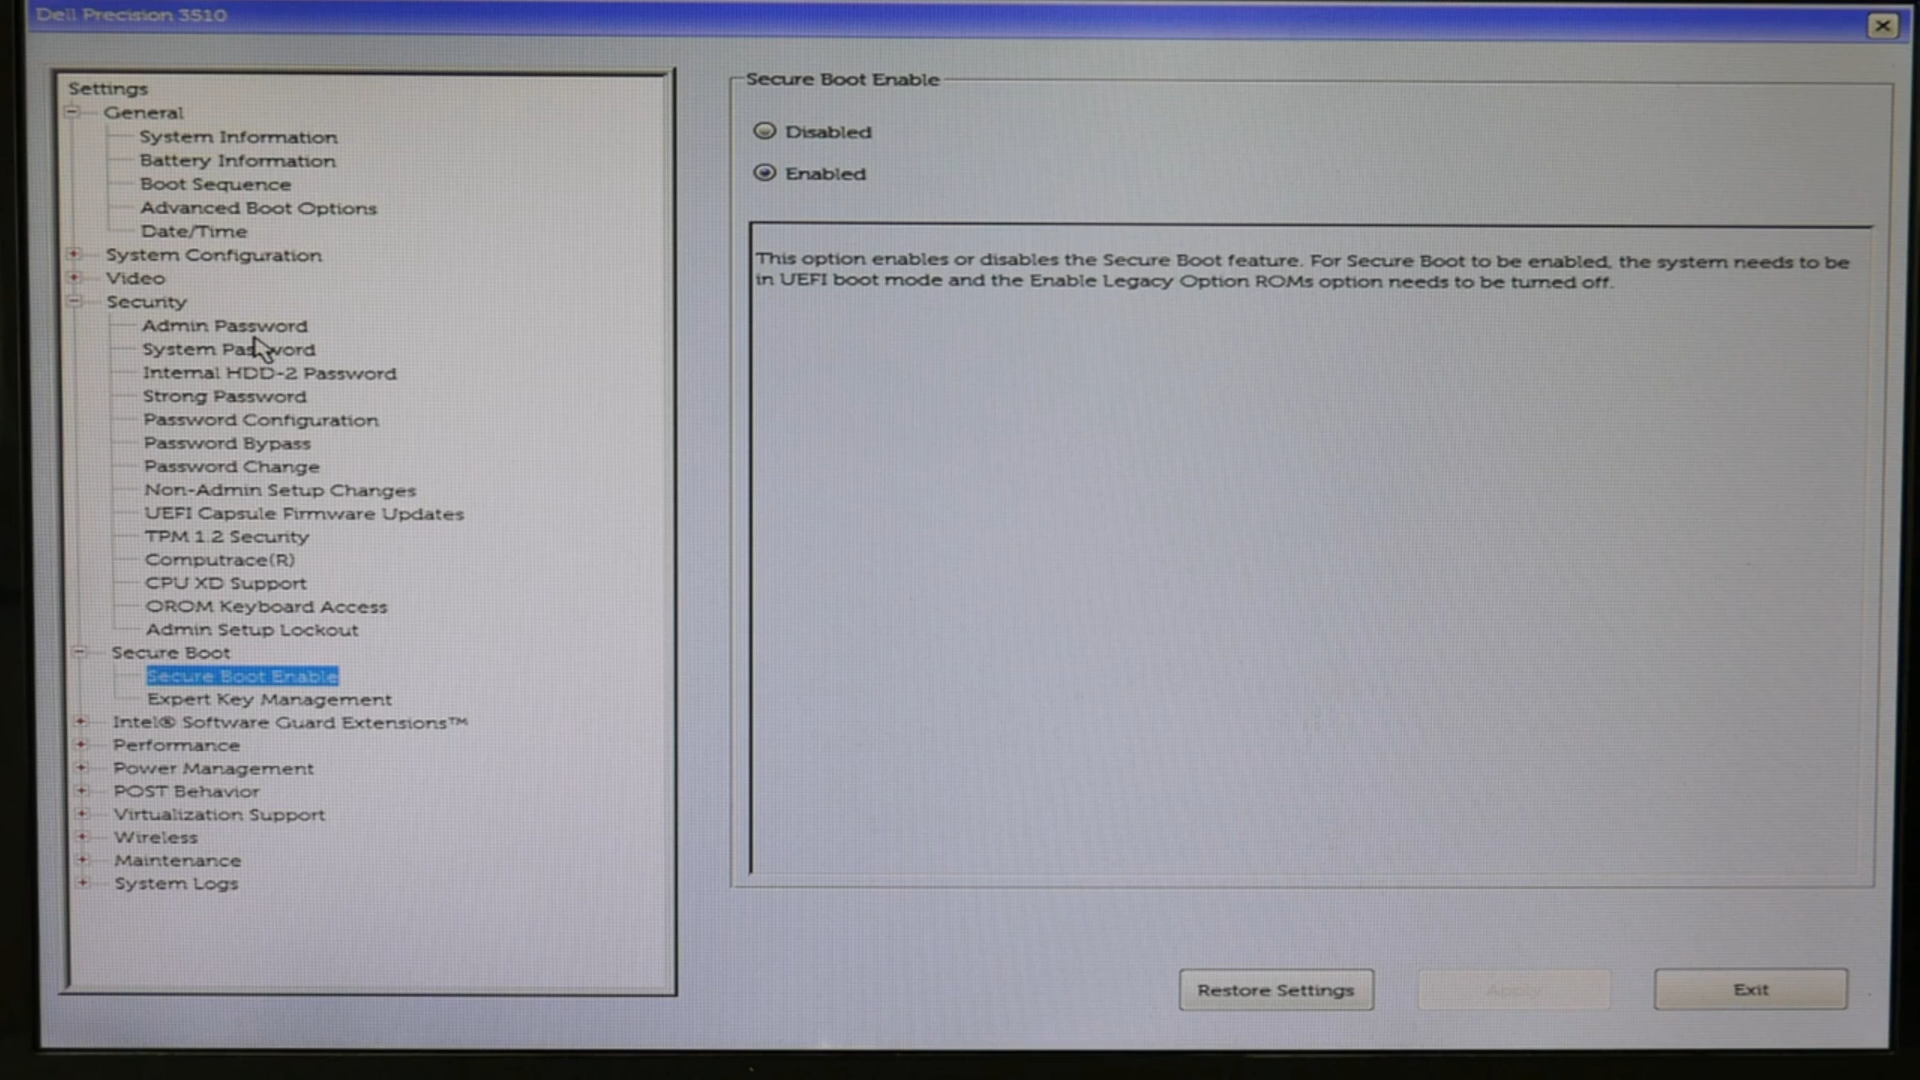 Dell Precision 3510
Settings
General
System Information
Battery Information
Boot Sequence
Advanced Boot Options
Date/Time
System Configuration
Video
Security
Admin Password
System Password
Internal HDD-2 Password
Strong Password
Password Configuration
Password Bypass
Password Change
Non-Admin Setup Changes
UEFI Capsule Firmware Updates
TPM 1.2 Security
Computrace(R)
CPU XD Support
OROM Keyboard Access
Admin Setup Lockout
Secure Boot
Secure Boot Enable
Expert Key Management
Intel® Software Guard Extensions™
Performance
Power Management
POST Behavior
Virtualization Support
Wireless
Maintenance
System Logs
Secure Boot Enable
Disabled
Enabled
This option enables or disables the Secure Boot feature. For Secure Boot to be enabled, the system needs to be
in UEFI boot mode and the Enable Legacy Option ROMs option needs to be turned off.
Restore Settings
Apply
Exit